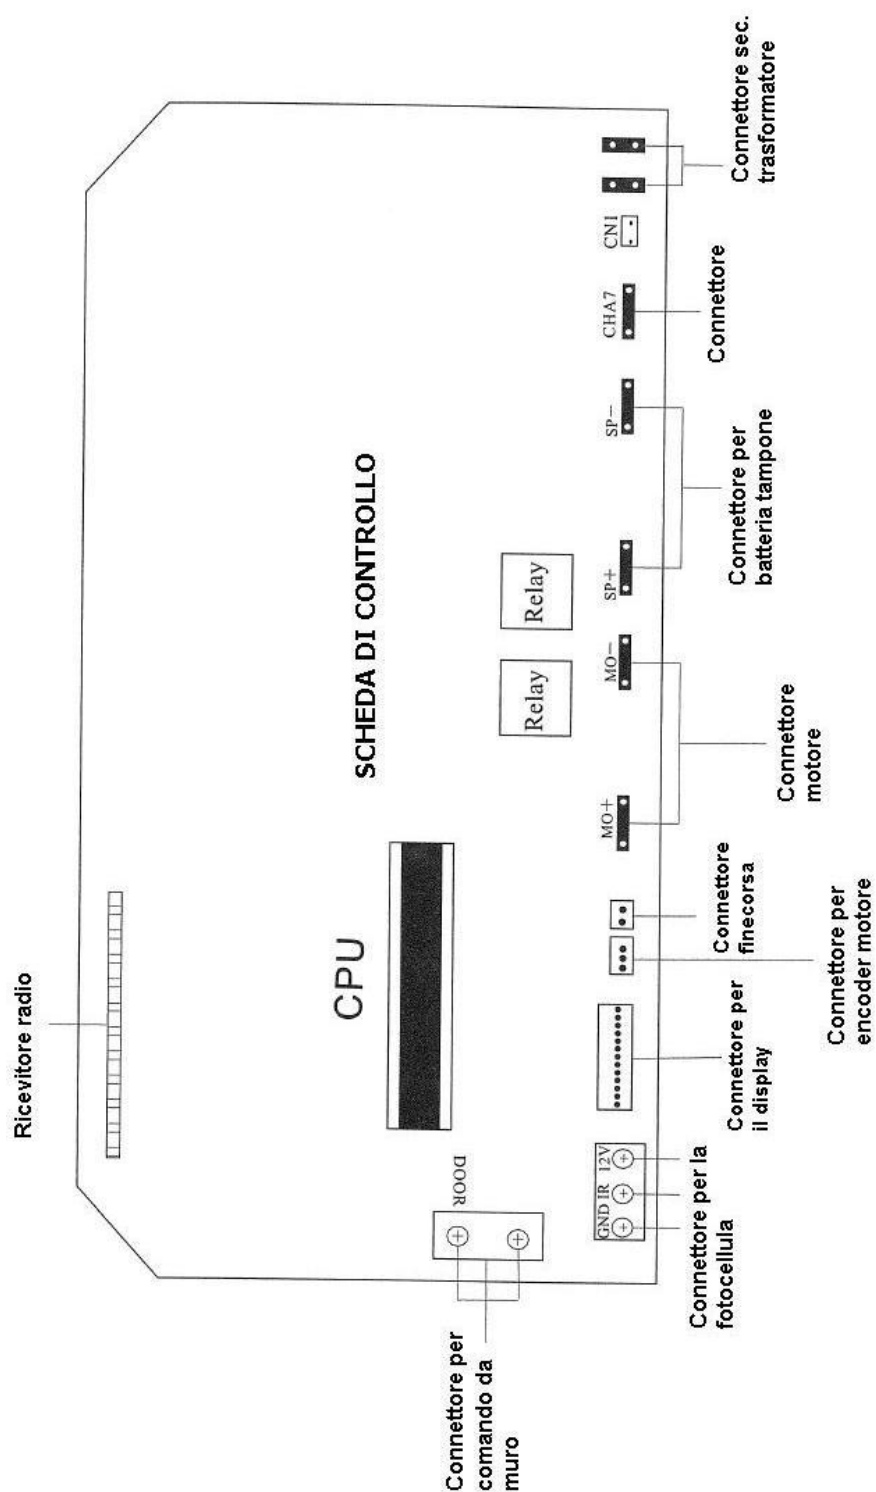 Ricevitore radio
CPU
SCHEDA DI CONTROLLO
Relay
Relay
DOOR
Connettore per
comando da
muro
GND IR 12V
MO+
MO−
SP+
SP−
CHA7
CN1
Connettore per la
fotocellula
Connettore per
il display
Connettore per
encoder motore
Connettore
finecorsa
Connettore
motore
Connettore per
batteria tampone
Connettore
Connettore sec.
trasformatore